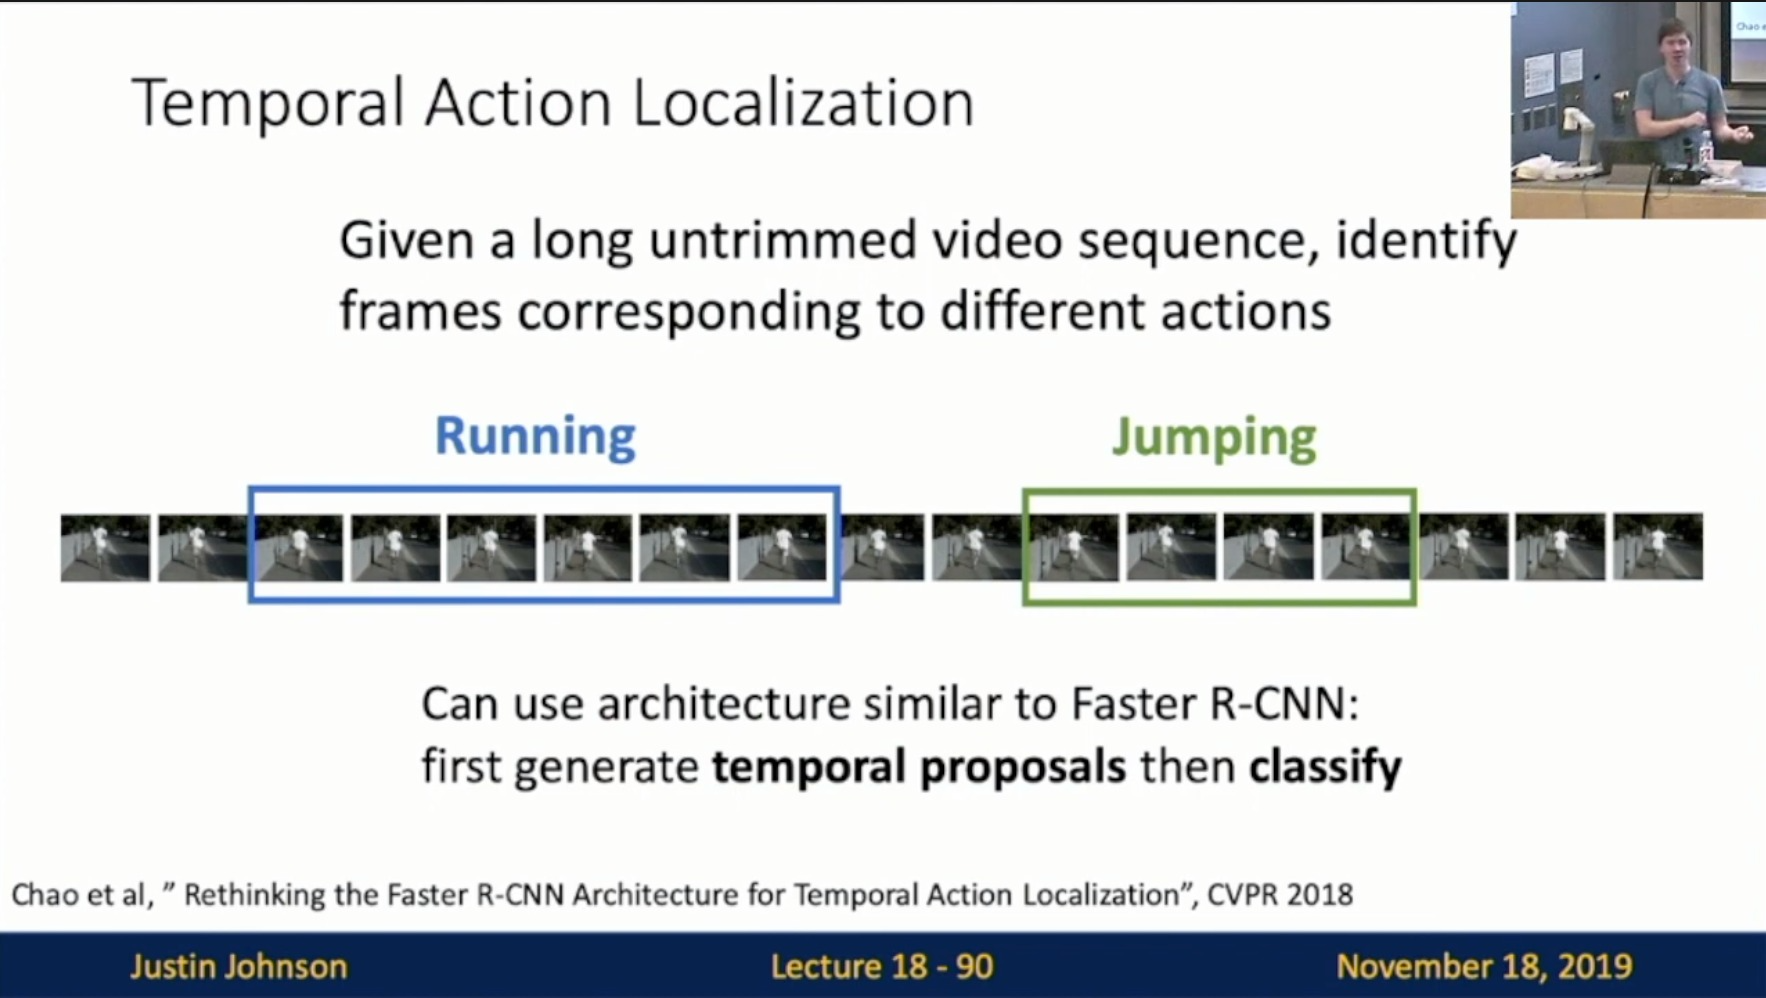 Temporal Action Localization
Given a long untrimmed video sequence, identify
frames corresponding to different actions
Running
Jumping
Can use architecture similar to Faster R-CNN:
first generate temporal proposals then classify
Chao et al, ” Rethinking the Faster R-CNN Architecture for Temporal Action Localization”, CVPR 2018
Justin Johnson
Lecture 18 - 90
November 18, 2019